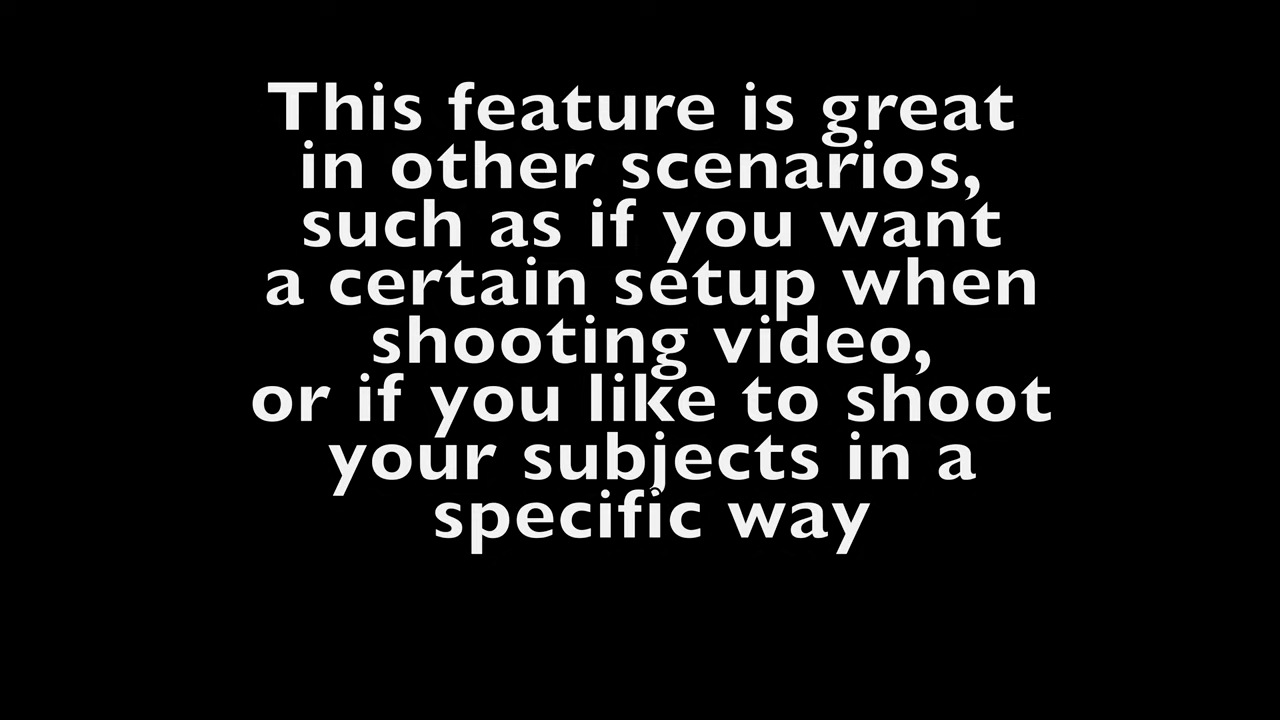 This feature is great
in other scenarios,
such as if you want
a certain setup when
shooting video,
or if you like to shoot
your subjects in a
specific way